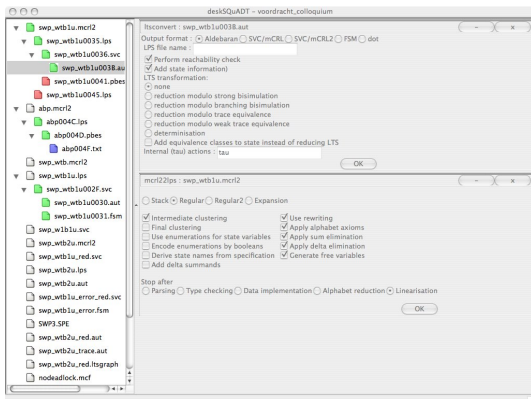 deskSQuADT - voordracht_colloquium
swp_wtb1u.mcrl2
swp_wtb1u0035.lps
swp_wtb1u0036.svc
swp_wtb1u003B.au
swp_wtb1u0041.pbes
swp_wtb1u0045.lps
abp.mcrl2
abp004C.lps
abp004D.pbes
abp004F.txt
swp_wtb.mcrl2
swp_wtb1u.lps
swp_wtb1u002F.svc
swp_wtb1u0030.aut
swp_wtb1u0031.fsm
swp_w1b1u.svc
swp_wtb2u.mcrl2
swp_wtb1u_red.svc
swp_wtb2u.lps
swp_wtb2u.aut
swp_wtb1u_error_red.svc
swp_wtb1u_error.fsm
SWP3.SPE
swp_wtb2u_red.aut
swp_wtb2u_trace.aut
swp_wtb2u_red.ltsgraph
nodeadlock.mcf
ltsconvert : swp_wtb1u003B.aut
- x
Output format : Aldebaran SVC/mCRL SVC/mCRL2 FSM dot
LPS file name :
Perform reachability check
Add state information)
LTS transformation:
none
reduction modulo strong bisimulation
reduction modulo branching bisimulation
reduction modulo trace equivalence
reduction modulo weak trace equivalence
determinisation
Add equivalence classes to state instead of reducing LTS
Internal (tau) actions : tau
OK
mcrl22lps : swp_wtb1u.mcrl2
- x
Stack Regular Regular2 Expansion
Intermediate clustering Use rewriting
Final clustering Apply alphabet axioms
Use enumerations for state variables Apply sum elimination
Encode enumerations by booleans Apply delta elimination
Derive state names from specification Generate free variables
Add delta summands
Stop after
Parsing Type checking Data implementation Alphabet reduction Linearisation
OK